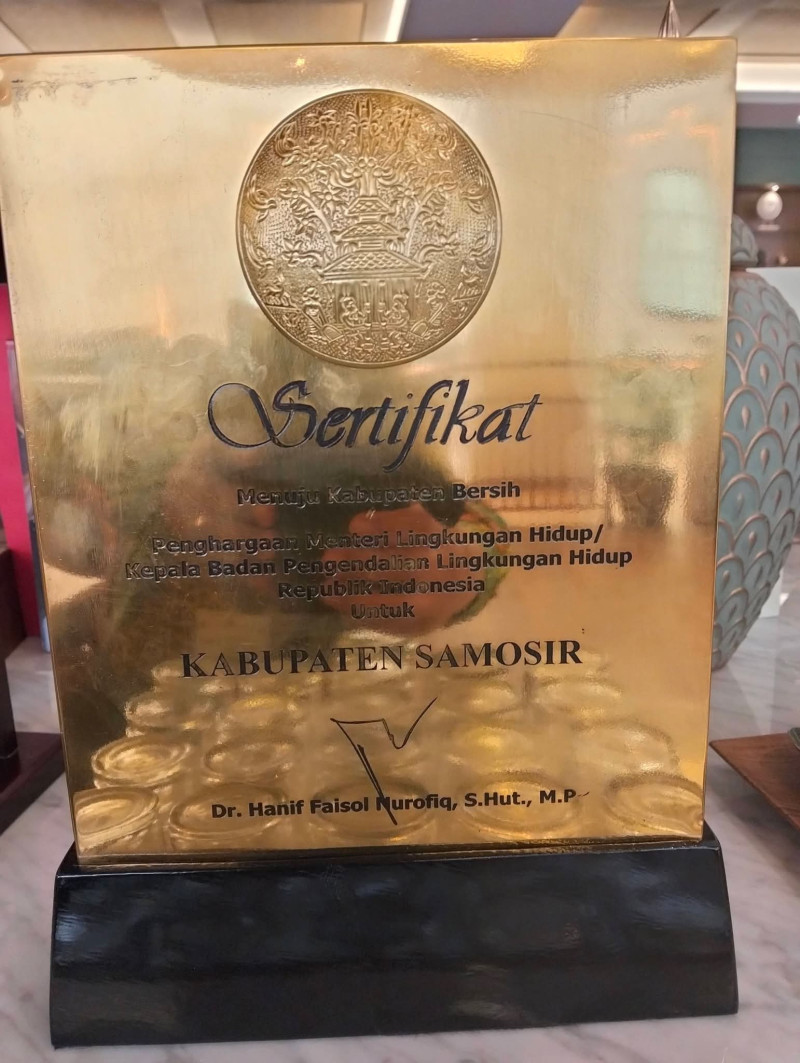 Sertifikat
Menuju Kabupaten Bersih
Penghargaan Menteri Lingkungan Hidup/
Kepala Badan Pengendalian Lingkungan Hidup
Republik Indonesia
Untuk
KABUPATEN SAMOSIR
Dr. Hanif Faisol Nurofiq, S.Hut., M.P